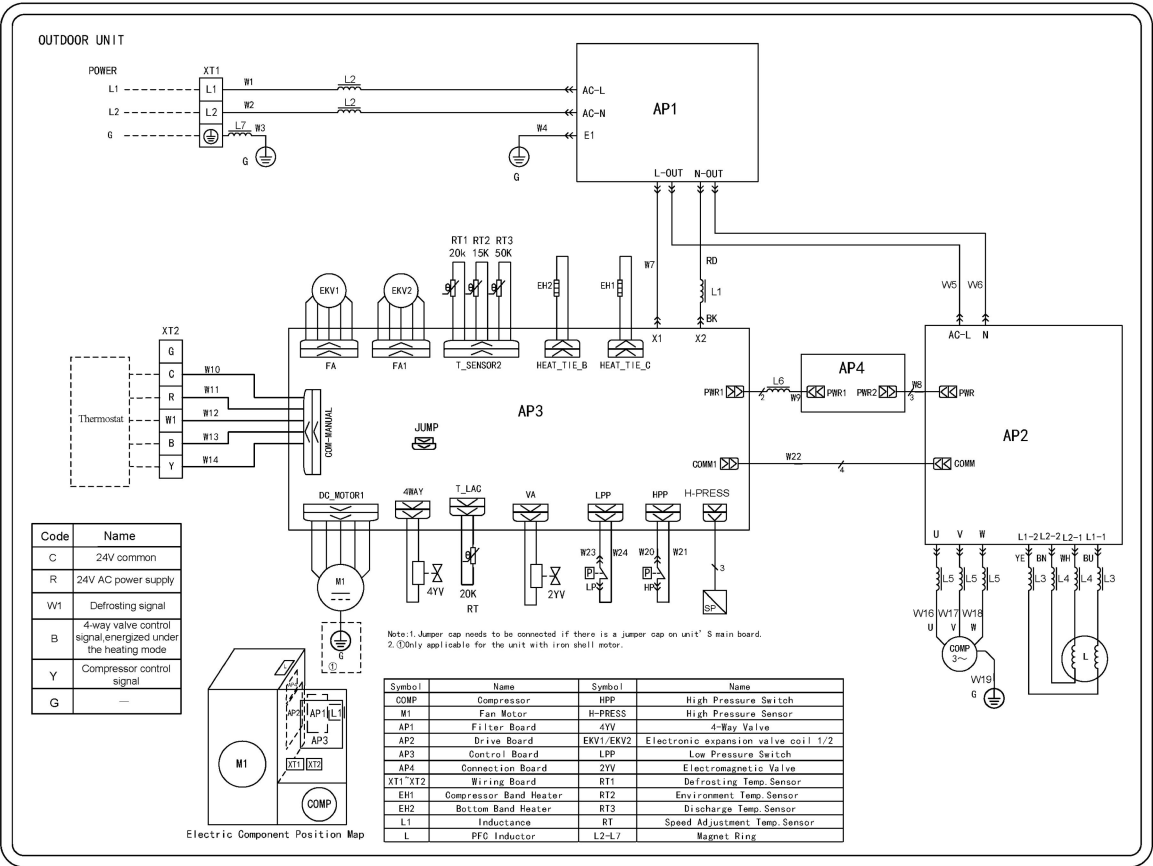 OUTDOOR UNIT
POWER
XT1
L1 L1 W1 L2 AC-L
L2 L2 W2 L2 AC-N
G L7 W3 W4 E1
G
G
AP1
L-OUT N-OUT
W7
RD
L1
BK
W5 W6
RT1 RT2 RT3
20k 15K 50K
EKV1
EKV2
θ θ θ
EH2
EH1
X1 X2
AC-L N
FA FA1 T_SENSOR2 HEAT_TIE_B HEAT_TIE_C
XT2
G
C W10
R W11
W1 W12
B W13
Y W14
Thermostat
COM-MANUAL
AP3
JUMP
PWR1 2 L6 W9 PWR1 AP4 PWR2 W8 3 PWR
AP2
COMM1 W22 4 COMM
DC_MOTOR1 4WAY T_LAC VA LPP HPP H-PRESS
M1
4YV
θ
20K
RT
2YV
W23 W24
P
LP
W20 W21
P
HP
3
SP
G
①
U V W L1-2 L2-2 L2-1 L1-1
YE BN WH BU
L5 L5 L5 L3 L4 L4 L3
W16 W17 W18
U V W
COMP
3~
W19
G
L
Note:1. Jumper cap needs to be connected if there is a jumper cap on unit' S main board.
2. ①Only applicable for the unit with iron shell motor.
Code Name
C 24V common
R 24V AC power supply
W1 Defrosting signal
B 4-way valve control
signal,energized under
the heating mode
Y Compressor control
signal
G —
L
AP2 AP1 L1
AP3
M1
XT1 XT2
COMP
Electric Component Position Map
Symbol Name Symbol Name
COMP Compressor HPP High Pressure Switch
M1 Fan Motor H-PRESS High Pressure Sensor
AP1 Filter Board 4YV 4-Way Valve
AP2 Drive Board EKV1/EKV2 Electronic expansion valve coil 1/2
AP3 Control Board LPP Low Pressure Switch
AP4 Connection Board 2YV Electromagnetic Valve
XT1~XT2 Wiring Board RT1 Defrosting Temp. Sensor
EH1 Compressor Band Heater RT2 Environment Temp. Sensor
EH2 Bottom Band Heater RT3 Discharge Temp. Sensor
L1 Inductance RT Speed Adjustment Temp. Sensor
L PFC Inductor L2-L7 Magnet Ring